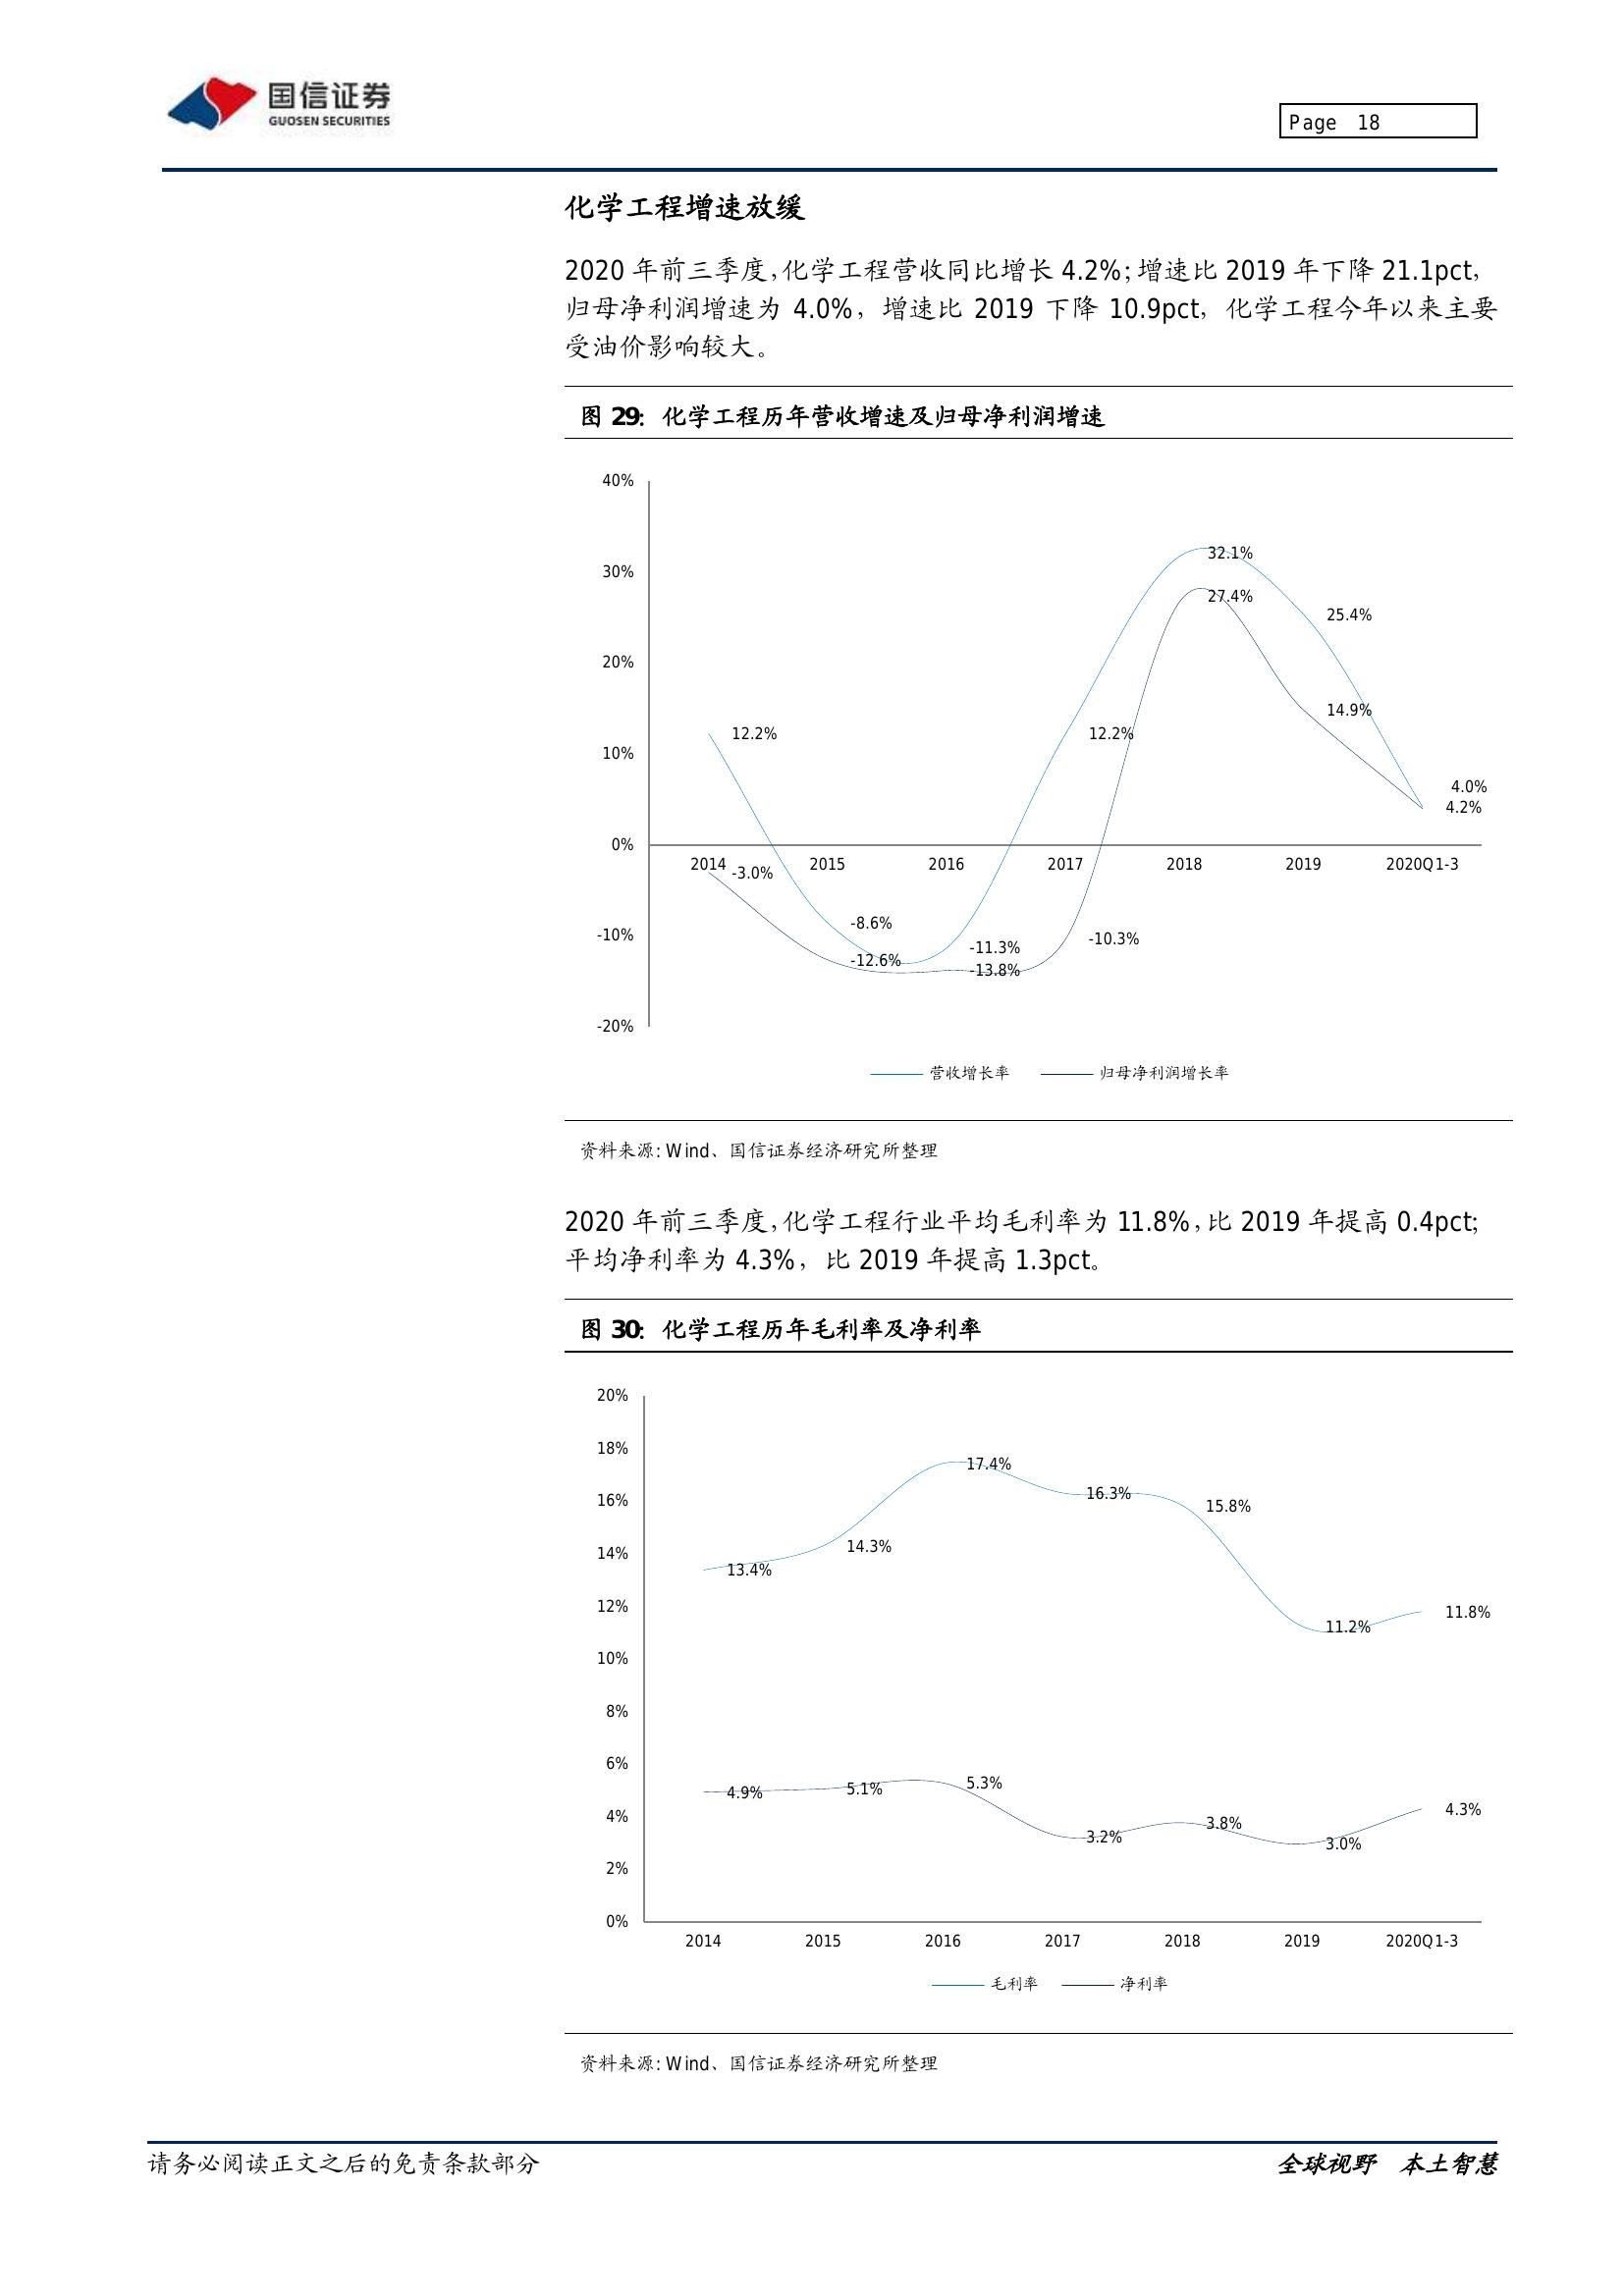 国信证券
GUOSEN SECURITIES
Page 18
化学工程增速放缓
2020 年前三季度，化学工程营收同比增长 4.2%；增速比 2019 年下降 21.1pct，
归母净利润增速为 4.0%，增速比 2019 下降 10.9pct，化学工程今年以来主要
受油价影响较大。
图 29：化学工程历年营收增速及归母净利润增速
40%
30%
20%
10%
0%
-10%
-20%
12.2%
-8.6%
-11.3%
12.2%
32.1%
25.4%
4.2%
-3.0%
-12.6%
-13.8%
-10.3%
27.4%
14.9%
4.0%
2014 2015 2016 2017 2018 2019 2020Q1-3
营收增长率 归母净利润增长率
资料来源：Wind、国信证券经济研究所整理
2020 年前三季度，化学工程行业平均毛利率为 11.8%，比 2019 年提高 0.4pct；
平均净利率为 4.3%，比 2019 年提高 1.3pct。
图 30：化学工程历年毛利率及净利率
20%
18%
16%
14%
12%
10%
8%
6%
4%
2%
0%
13.4%
14.3%
17.4%
16.3%
15.8%
11.2%
11.8%
4.9%
5.1%
5.3%
3.2%
3.8%
3.0%
4.3%
2014 2015 2016 2017 2018 2019 2020Q1-3
毛利率 净利率
资料来源：Wind、国信证券经济研究所整理
请务必阅读正文之后的免责条款部分
全球视野 本土智慧